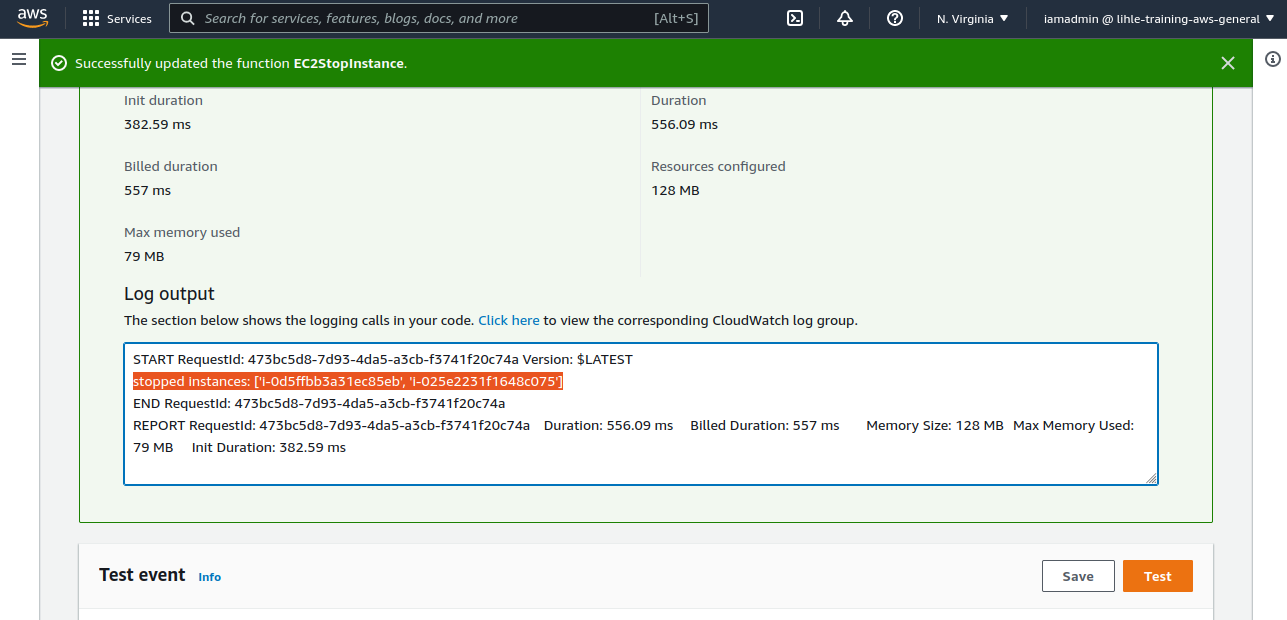 aws Services Search for services, features, blogs, docs, and more [Alt+S] N. Virginia iamadmin @ lihle-training-aws-general
Successfully updated the function EC2StopInstance.
Init duration
382.59 ms
Duration
556.09 ms
Billed duration
557 ms
Resources configured
128 MB
Max memory used
79 MB
Log output
The section below shows the logging calls in your code. Click here to view the corresponding CloudWatch log group.
START RequestId: 473bc5d8-7d93-4da5-a3cb-f3741f20c74a Version: $LATEST
stopped instances: ['i-0d5ffbb3a31ec85eb', 'i-025e2231f1648c075']
END RequestId: 473bc5d8-7d93-4da5-a3cb-f3741f20c74a
REPORT RequestId: 473bc5d8-7d93-4da5-a3cb-f3741f20c74a Duration: 556.09 ms Billed Duration: 557 ms Memory Size: 128 MB Max Memory Used:
79 MB Init Duration: 382.59 ms
Test event Info Save Test